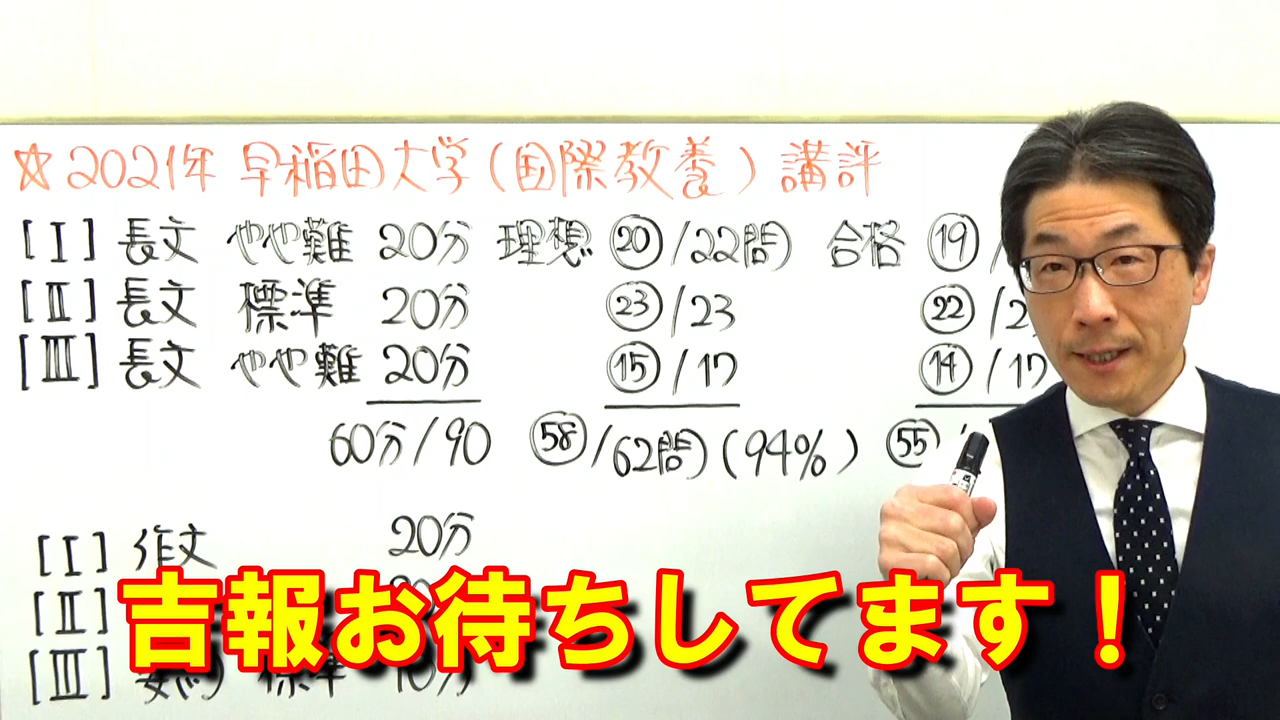 ☆2021年 早稲田大学(国際教養)講評
[Ⅰ] 長文 やや難 20分 理想 ⑳/22問 合格 ⑲/
[Ⅱ] 長文 標準 20分 ㉓/23 ㉒/2
[Ⅲ] 長文 やや難 20分 ⑮/17 ⑭/17
60分/90 58/62問 (94%) 55
[Ⅰ] 作文 20分
[Ⅱ]
[Ⅲ] 要約 標準 10分
吉報お待ちしてます!